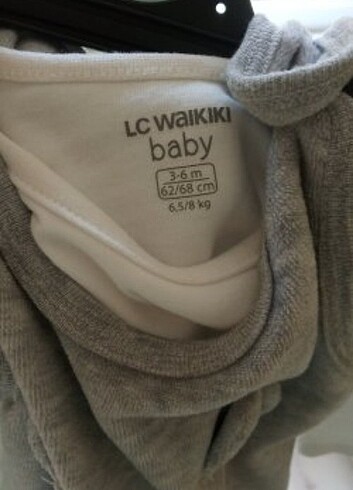 LC WAIKIKI
baby
3-6 m
62/68 cm
6,5/8 kg